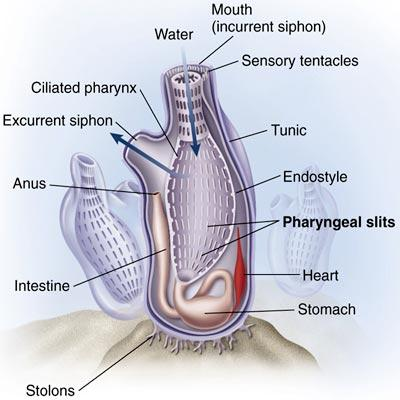 Mouth
(incurrent siphon)
Water
Sensory tentacles
Ciliated pharynx
Excurrent siphon
Tunic
Anus
Endostyle
Pharyngeal slits
Intestine
Heart
Stomach
Stolons